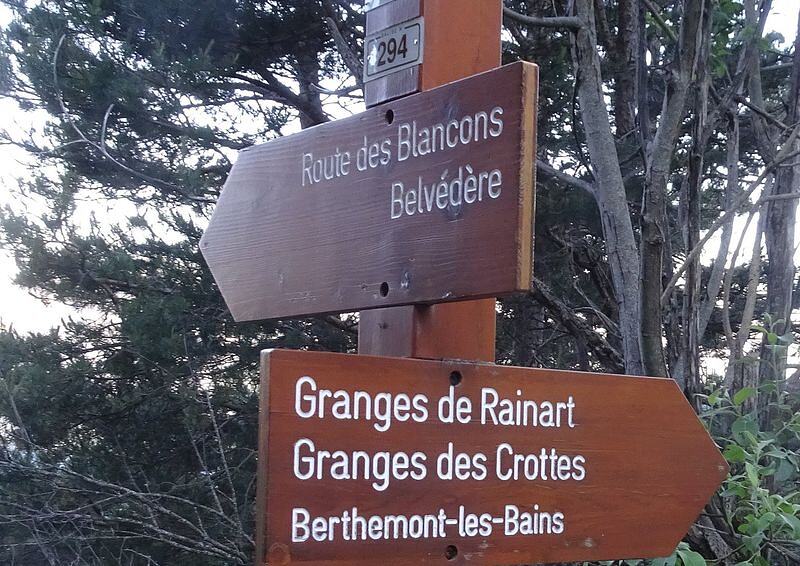 294
Route des Blancons
Belvédère
Granges de Rainart
Granges des Crottes
Berthemont-les-Bains